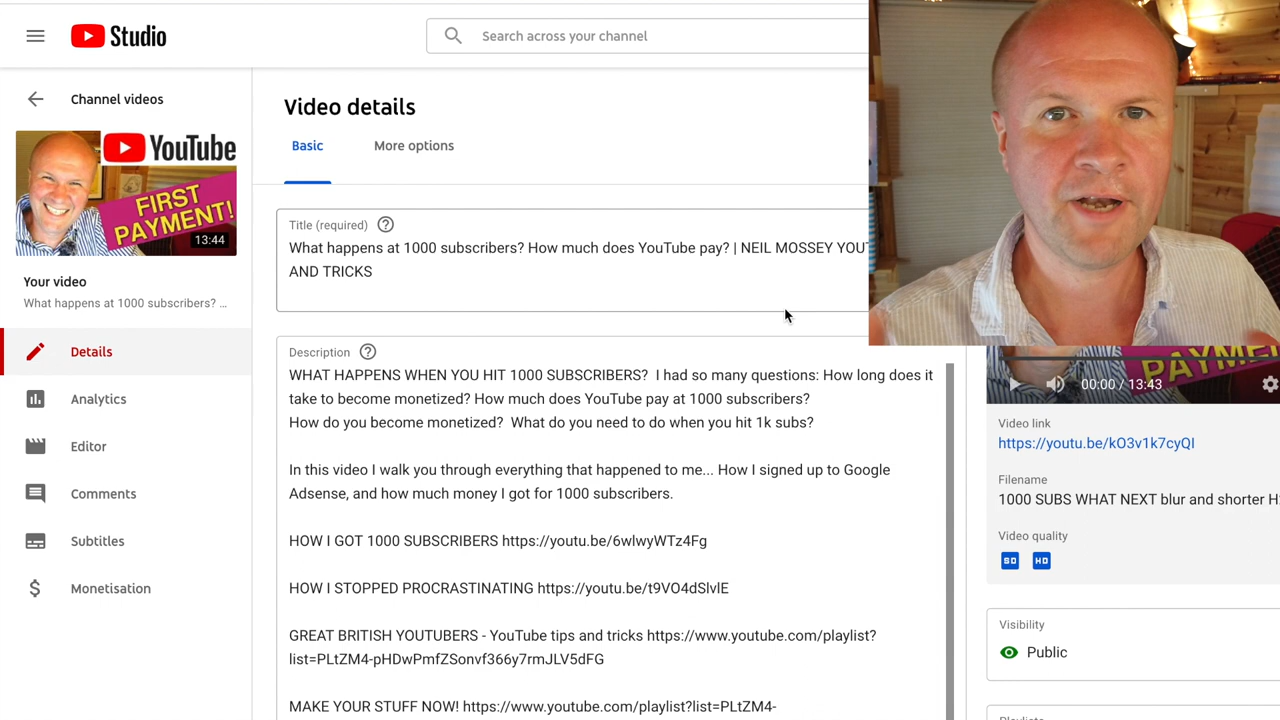 Studio
Search across your channel
Channel videos
YouTube
FIRST
PAYMENT!
13:44
Your video
What happens at 1000 subscribers? ...
Details
Analytics
Editor
Comments
Subtitles
Monetisation
Video details
Basic
More options
Title (required)
What happens at 1000 subscribers? How much does YouTube pay? | NEIL MOSSEY YOU
AND TRICKS
Description
WHAT HAPPENS WHEN YOU HIT 1000 SUBSCRIBERS? I had so many questions: How long does it
take to become monetized? How much does YouTube pay at 1000 subscribers?
How do you become monetized? What do you need to do when you hit 1k subs?
In this video I walk you through everything that happened to me... How I signed up to Google
Adsense, and how much money I got for 1000 subscribers.
HOW I GOT 1000 SUBSCRIBERS https://youtu.be/6wlwyWTz4Fg
HOW I STOPPED PROCRASTINATING https://youtu.be/t9VO4dSlvlE
GREAT BRITISH YOUTUBERS - YouTube tips and tricks https://www.youtube.com/playlist?
list=PLtZM4-pHDwPmfZSonvf366y7rmJLV5dFG
MAKE YOUR STUFF NOW! https://www.youtube.com/playlist?list=PLtZM4-
PAYME
00:00 / 13:43
Video link
https://youtu.be/kO3v1k7cyQI
Filename
1000 SUBS WHAT NEXT blur and shorter H
Video quality
SD HD
Visibility
Public